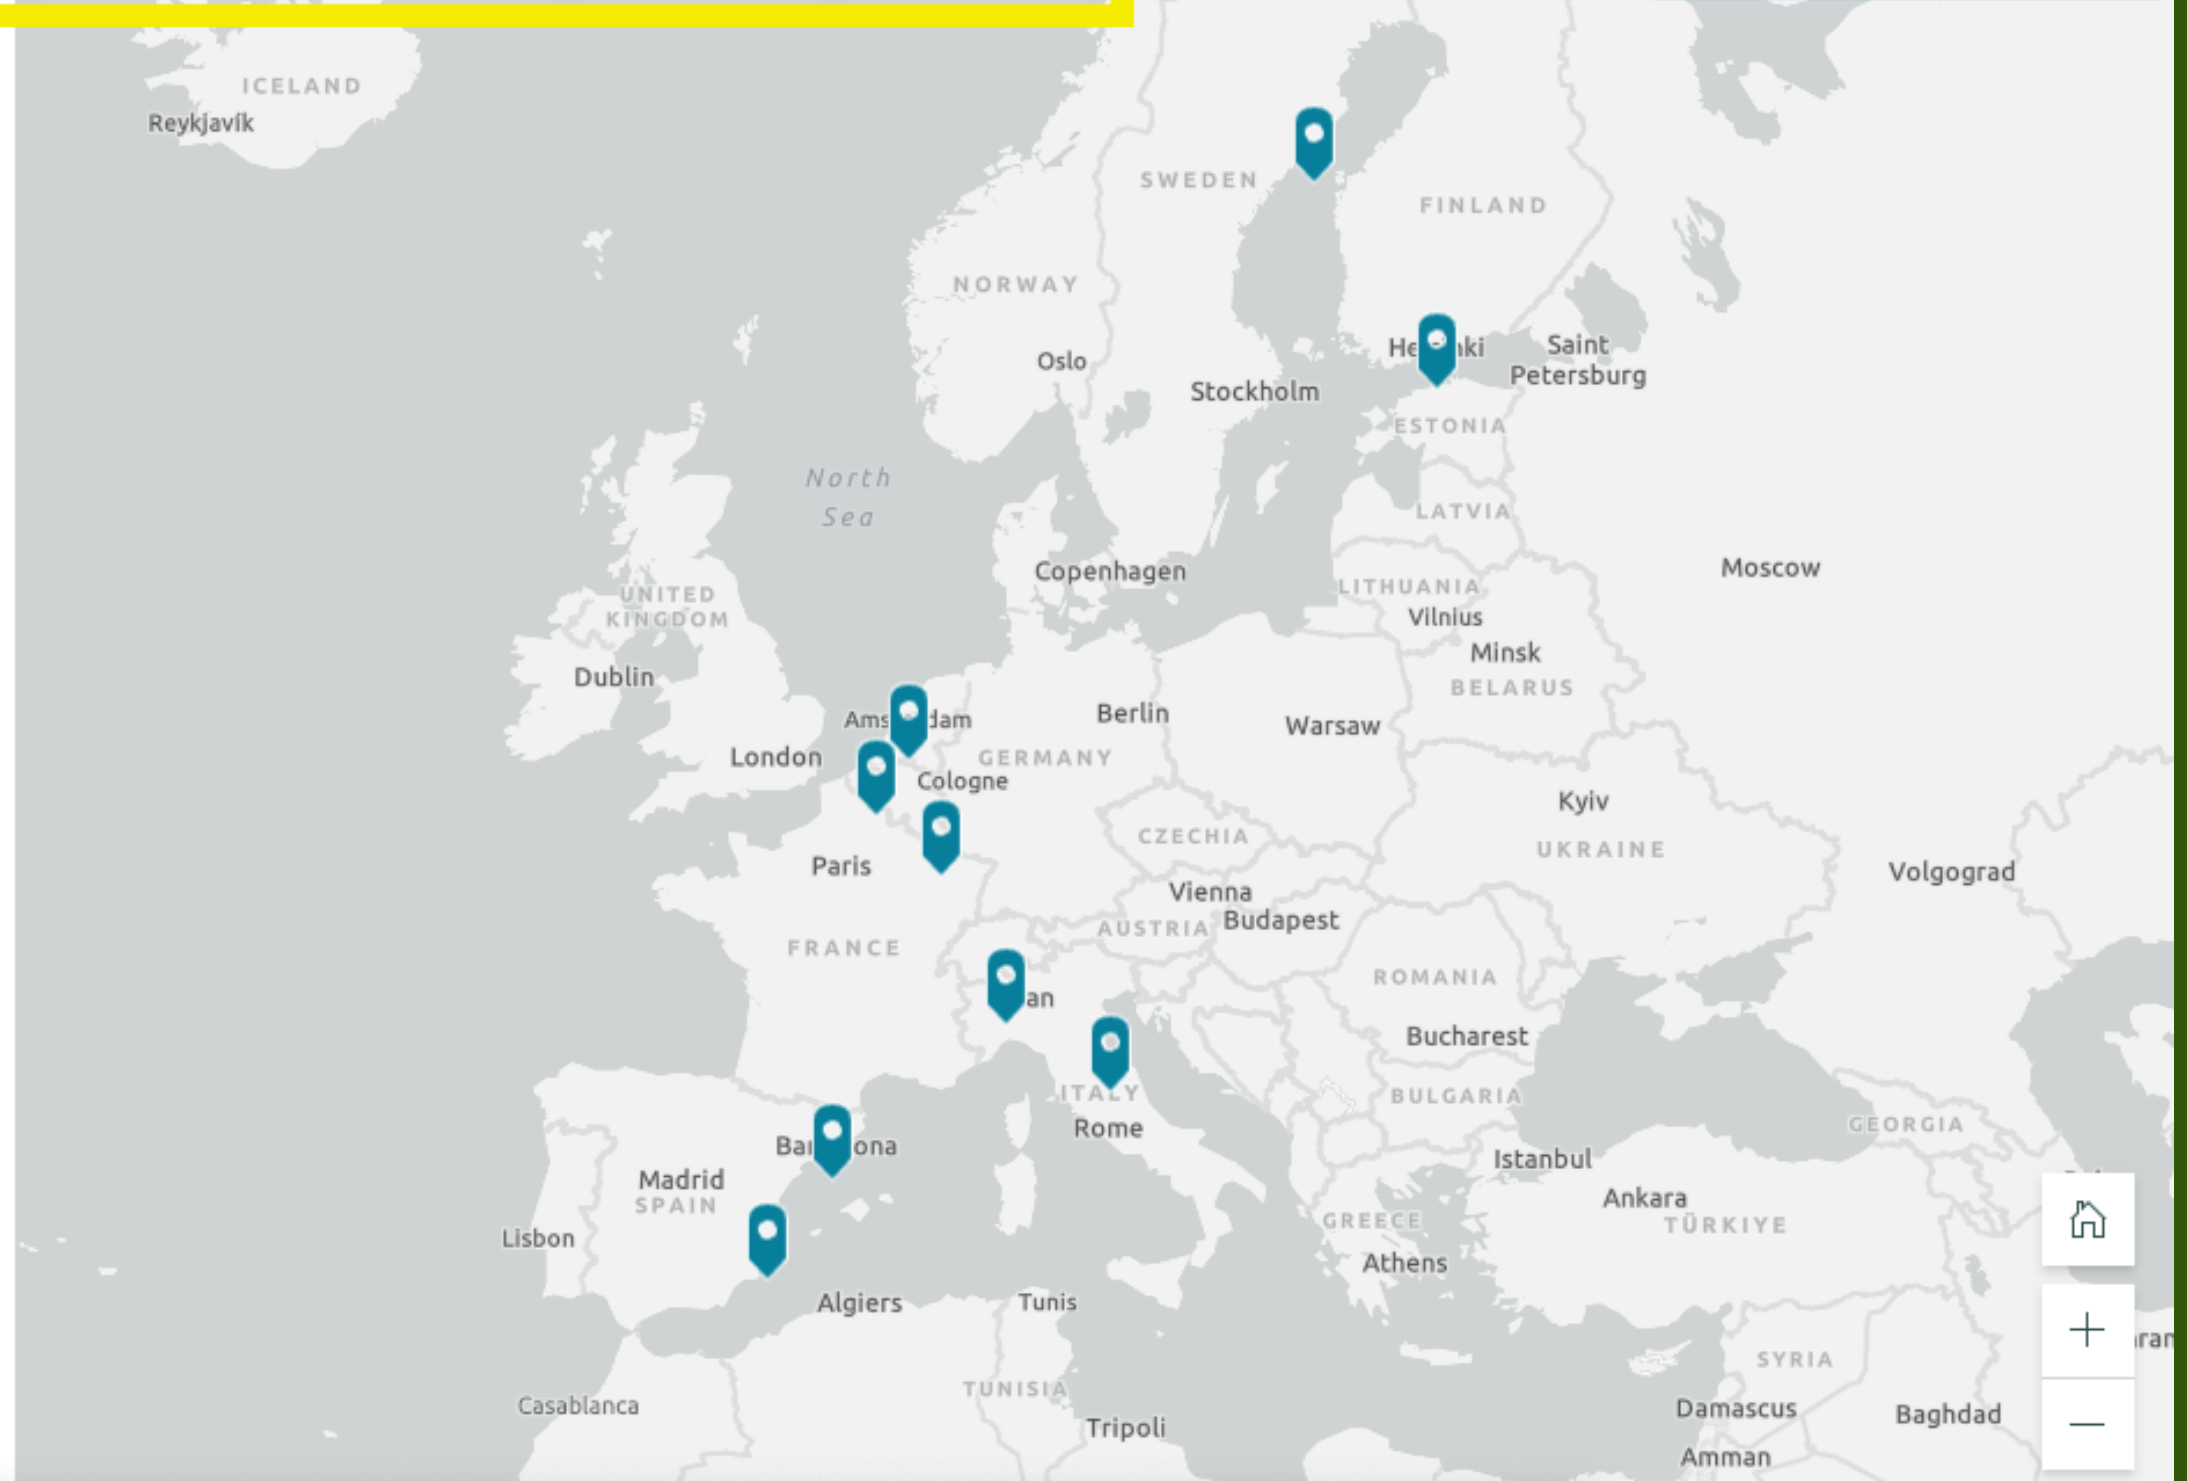 ICELAND
Reykjavík
SWEDEN
FINLAND
NORWAY
Oslo
Saint
Petersburg
Stockholm
ESTONIA
North
Sea
LATVIA
Copenhagen
Moscow
LITHUANIA
UNITED
KINGDOM
Vilnius
Minsk
Dublin
BELARUS
Berlin
Warsaw
London
GERMANY
Cologne
Kyiv
CZECHIA
UKRAINE
Paris
Volgograd
Vienna
Budapest
AUSTRIA
FRANCE
ROMANIA
an
Bucharest
ITALY
BULGARIA
Rome
GEORGIA
Istanbul
Madrid
SPAIN
Ankara
TÜRKIYE
GREECE
Lisbon
Athens
Algiers
Tunis
SYRIA
TUNISIA
Casablanca
Damascus
Baghdad
Tripoli
Amman